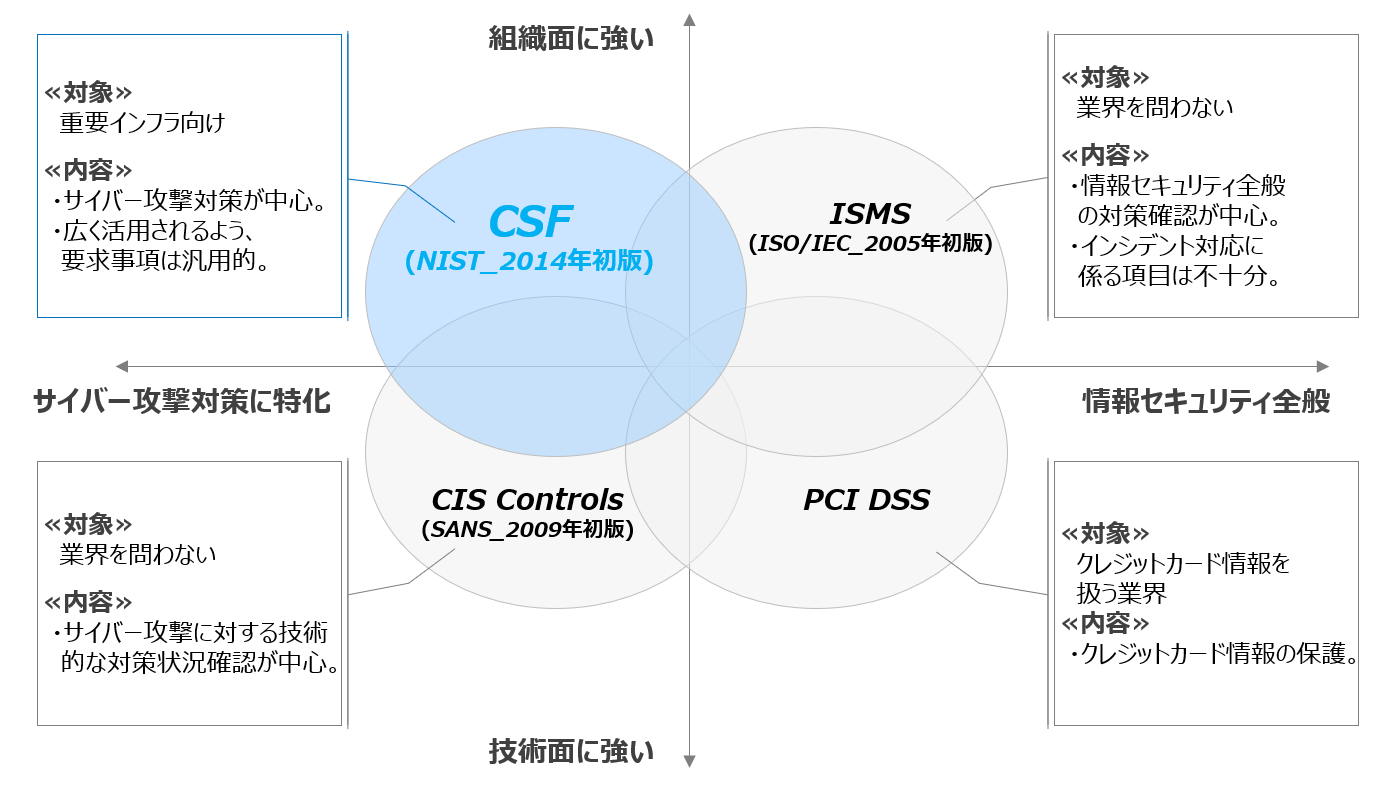 組織面に強い
≪対象≫
重要インフラ向け
≪内容≫
・サイバー攻撃対策が中心。
・広く活用されるよう、
要求事項は汎用的。
CSF
(NIST_2014年初版)
ISMS
(ISO/IEC_2005年初版)
≪対象≫
業界を問わない
≪内容≫
・情報セキュリティ全般
の対策確認が中心。
・インシデント対応に
係る項目は不十分。
サイバー攻撃対策に特化
情報セキュリティ全般
≪対象≫
業界を問わない
≪内容≫
・サイバー攻撃に対する技術
的な対策状況確認が中心。
CIS Controls
(SANS_2009年初版)
PCI DSS
≪対象≫
クレジットカード情報を
扱う業界
≪内容≫
・クレジットカード情報の保護。
技術面に強い